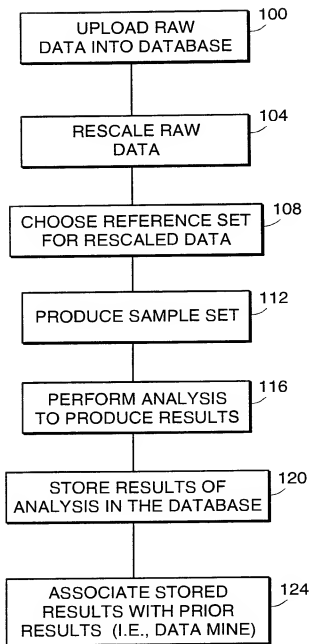 100
UPLOAD RAW
DATA INTO DATABASE
104
RESCALE RAW
DATA
108
CHOOSE REFERENCE SET
FOR RESCALED DATA
112
PRODUCE SAMPLE SET
116
PERFORM ANALYSIS
TO PRODUCE RESULTS
120
STORE RESULTS OF
ANALYSIS IN THE DATABASE
124
ASSOCIATE STORED
RESULTS WITH PRIOR
RESULTS (I.E., DATA MINE)